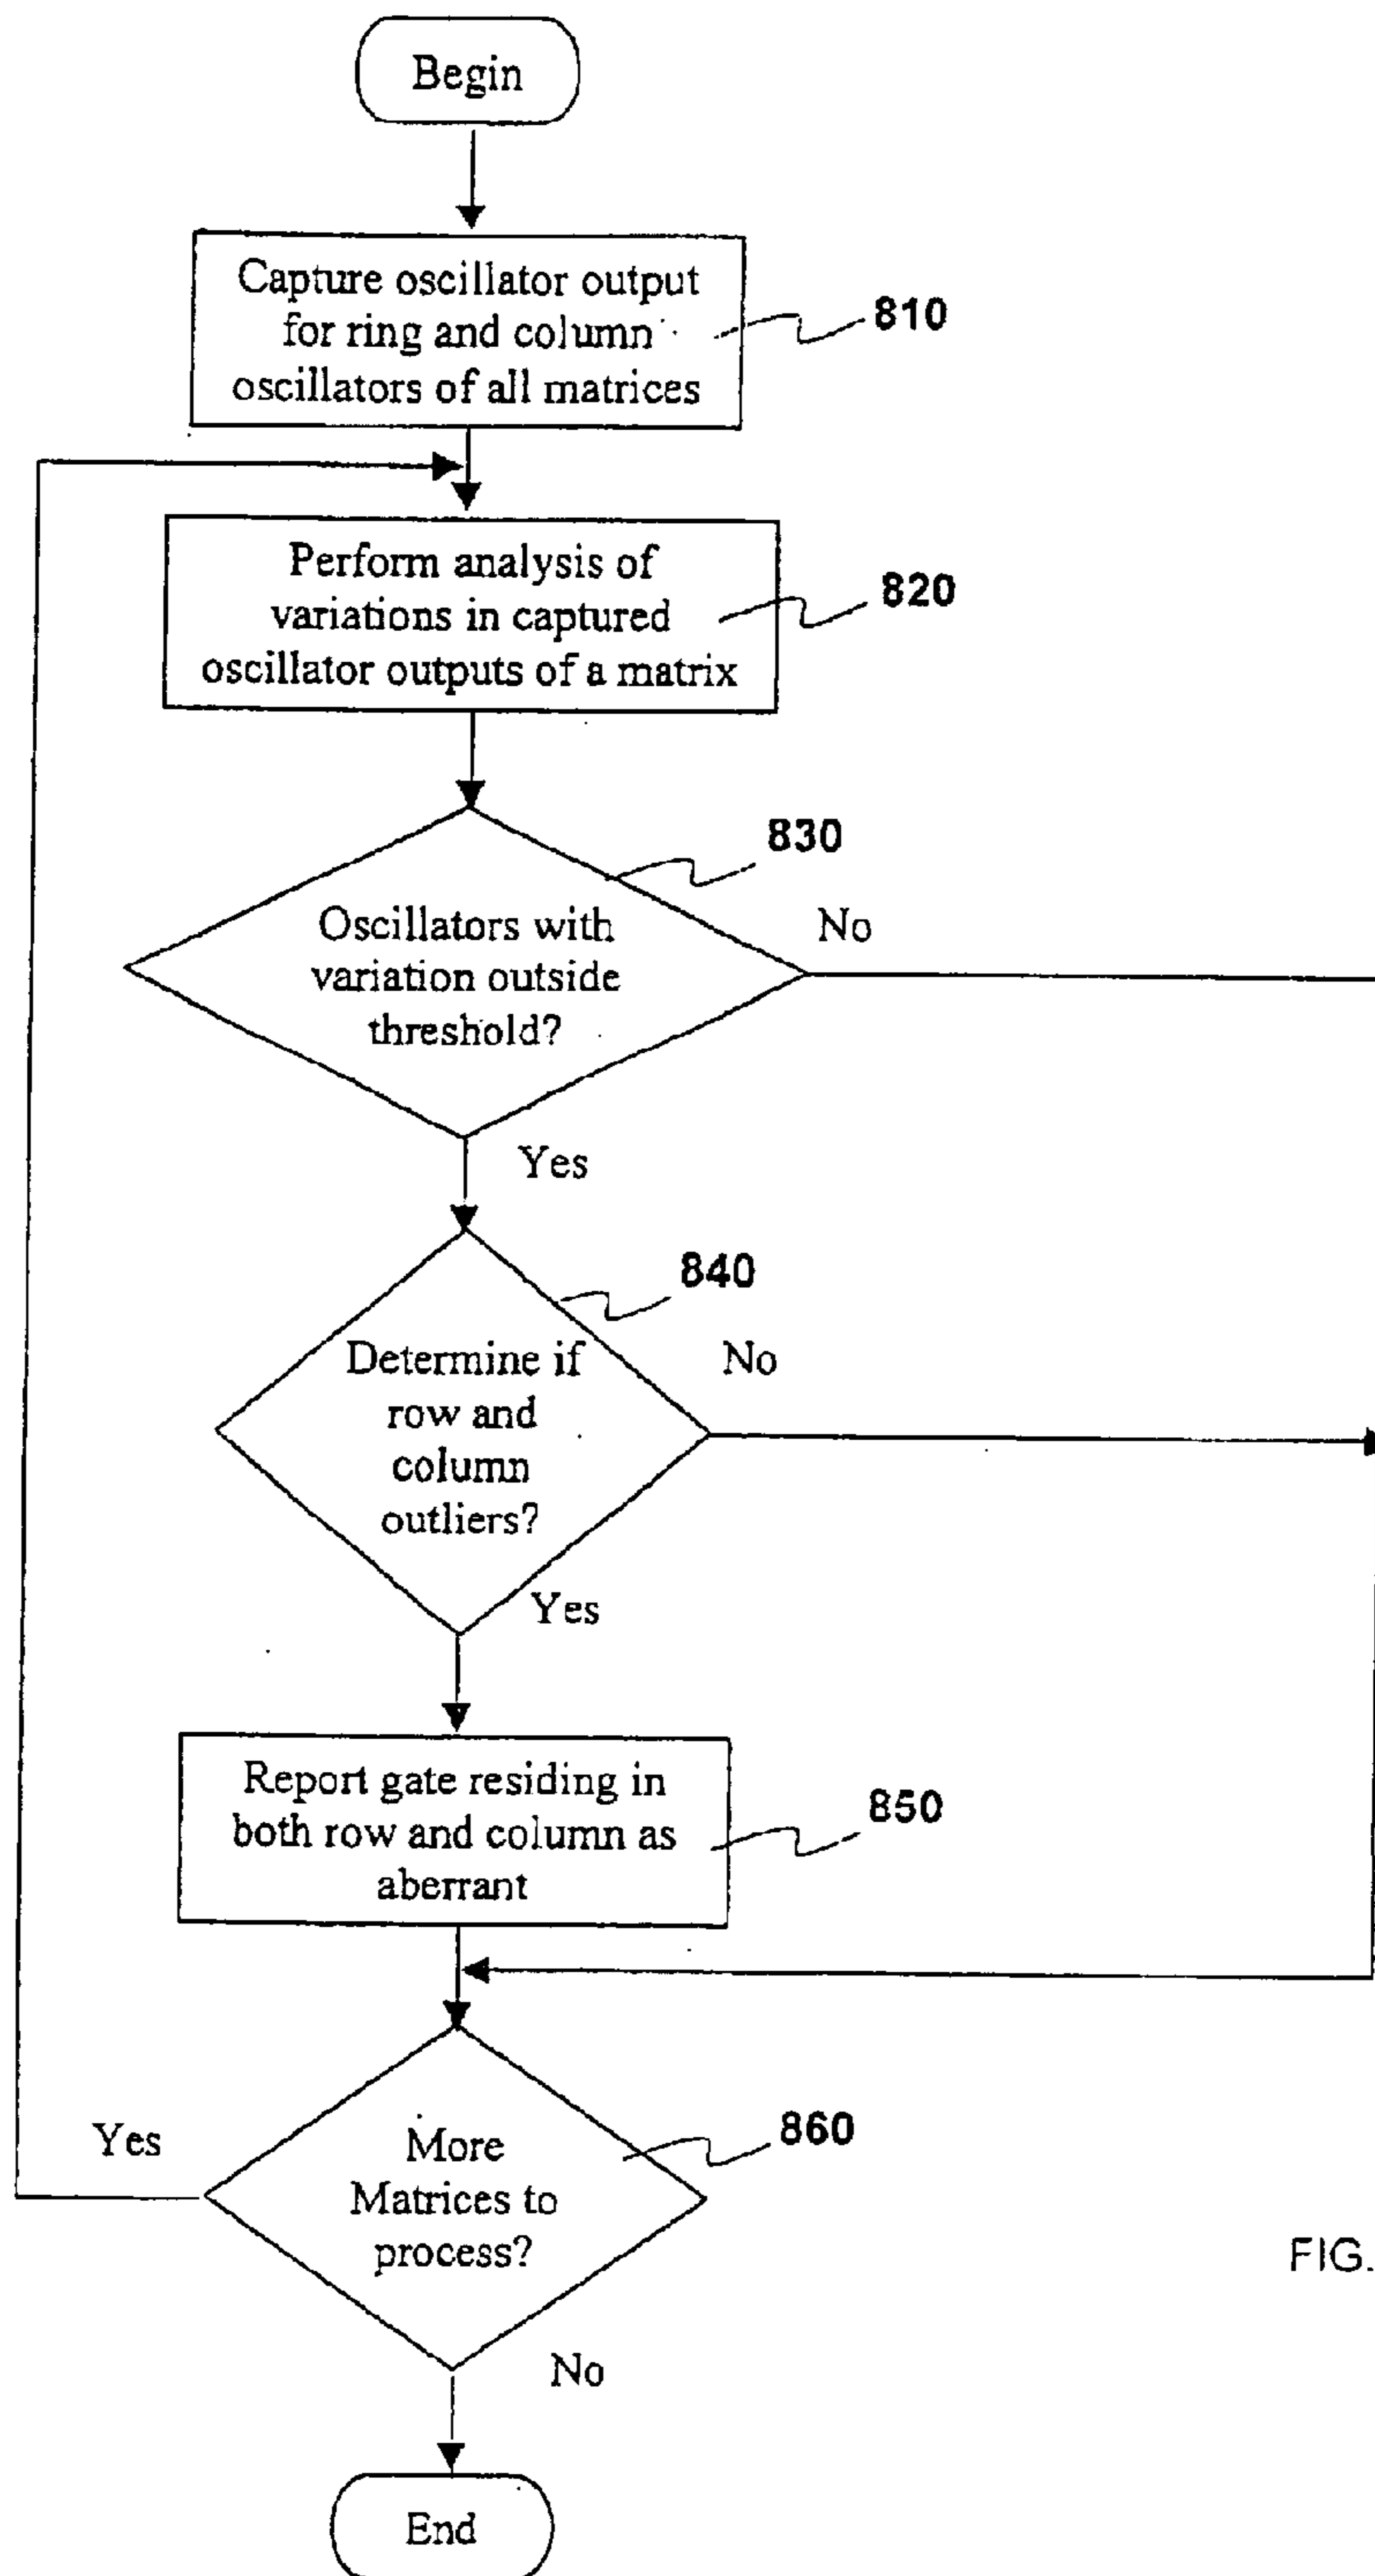 Begin
Capture oscillator output
for ring and column
oscillators of all matrices
810
Perform analysis of
variations in captured
oscillator outputs of a matrix
820
830
Oscillators with
variation outside
threshold?
No
Yes
840
Determine if
row and
column
outliers?
No
Yes
Report gate residing in
both row and column as
aberrant
850
860
More
Matrices to
process?
Yes
No
FIG.
End